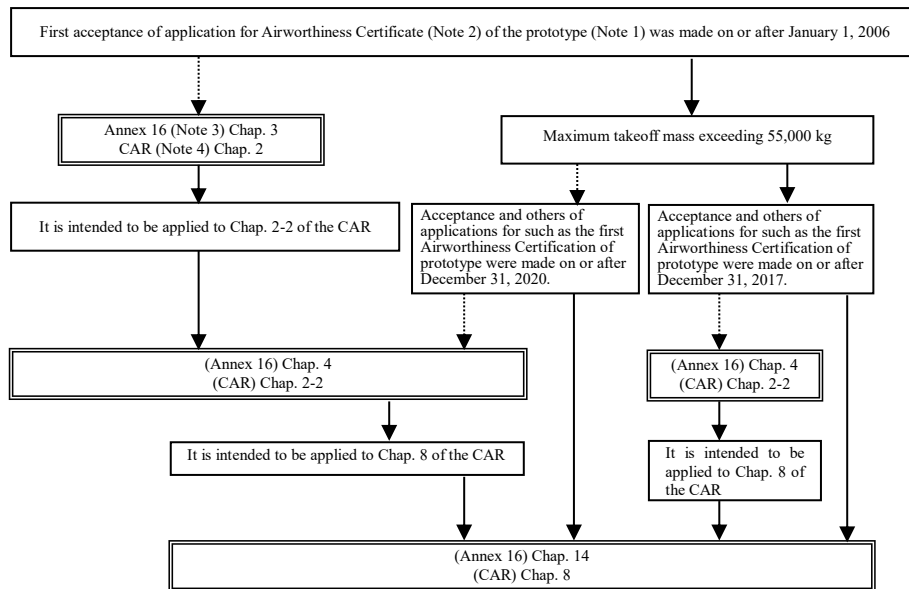 First acceptance of application for Airworthiness Certificate (Note 2) of the prototype (Note 1) was made on or after January 1, 2006
Annex 16 (Note 3) Chap. 3
CAR (Note 4) Chap. 2
Maximum takeoff mass exceeding 55,000 kg
It is intended to be applied to Chap. 2-2 of the CAR
Acceptance and others of
applications for such as the first
Airworthiness Certification of
prototype were made on or after
December 31, 2020.
Acceptance and others of
applications for such as the first
Airworthiness Certification of
prototype were made on or after
December 31, 2017.
(Annex 16) Chap. 4
(CAR) Chap. 2-2
(Annex 16) Chap. 4
(CAR) Chap. 2-2
It is intended to be applied to Chap. 8 of the CAR
It is intended to be
applied to Chap. 8 of
the CAR
(Annex 16) Chap. 14
(CAR) Chap. 8